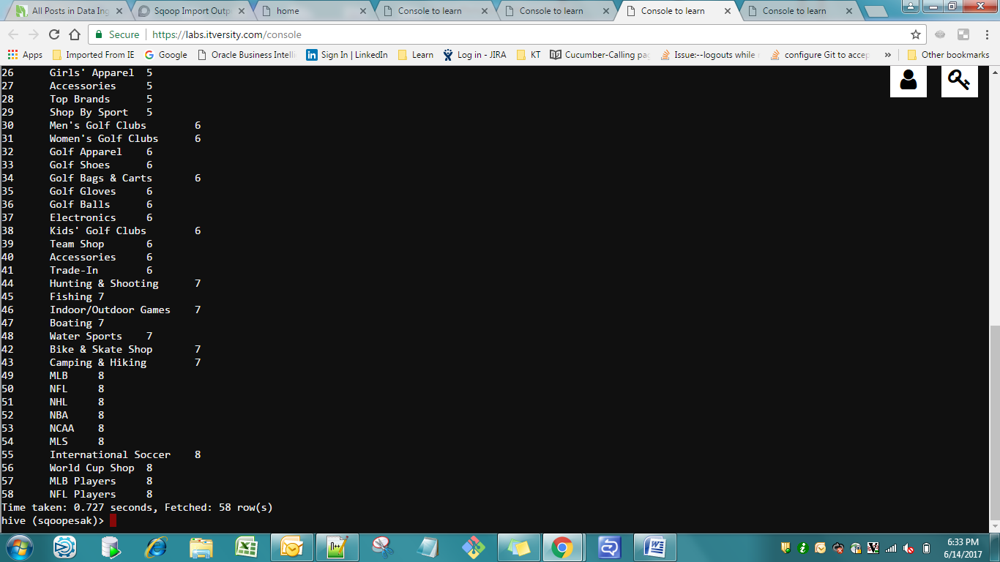 All Posts in Data Ing
Sqoop Import Outp
home
Console to learn
Console to learn
Console to learn
Console to learn
Secure https://labs.itversity.com/console
Apps Imported From IE Google Oracle Business Intelli Sign In | LinkedIn Learn Log in - JIRA KT Cucumber-Calling pag Issue:--logouts while configure Git to accep » Other bookmarks
26 Girls' Apparel 5
27 Accessories 5
28 Top Brands 5
29 Shop By Sport 5
30 Men's Golf Clubs 6
31 Women's Golf Clubs 6
32 Golf Apparel 6
33 Golf Shoes 6
34 Golf Bags & Carts 6
35 Golf Gloves 6
36 Golf Balls 6
37 Electronics 6
38 Kids' Golf Clubs 6
39 Team Shop 6
40 Accessories 6
41 Trade-In 6
44 Hunting & Shooting 7
45 Fishing 7
46 Indoor/Outdoor Games 7
47 Boating 7
48 Water Sports 7
42 Bike & Skate Shop 7
43 Camping & Hiking 7
49 MLB 8
50 NFL 8
51 NHL 8
52 NBA 8
53 NCAA 8
54 MLS 8
55 International Soccer 8
56 World Cup Shop 8
57 MLB Players 8
58 NFL Players 8
Time taken: 0.727 seconds, Fetched: 58 row(s)
hive (sqoopesak)>
6:33 PM
6/14/2017